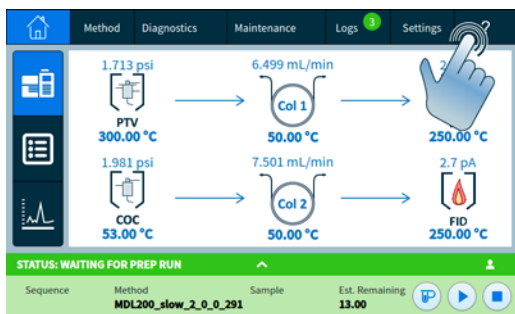 Method Diagnostics Maintenance Logs 3 Settings ?
1.713 psi 6.499 mL/min
PTV Col 1
300.00 °C 50.00 °C 250.00 °C
1.981 psi 7.501 mL/min 2.7 pA
COC Col 2 FID
53.00 °C 50.00 °C 250.00 °C
STATUS: WAITING FOR PREP RUN
Sequence Method Sample Est. Remaining
MDL200_slow_2_0_0_291 13.00